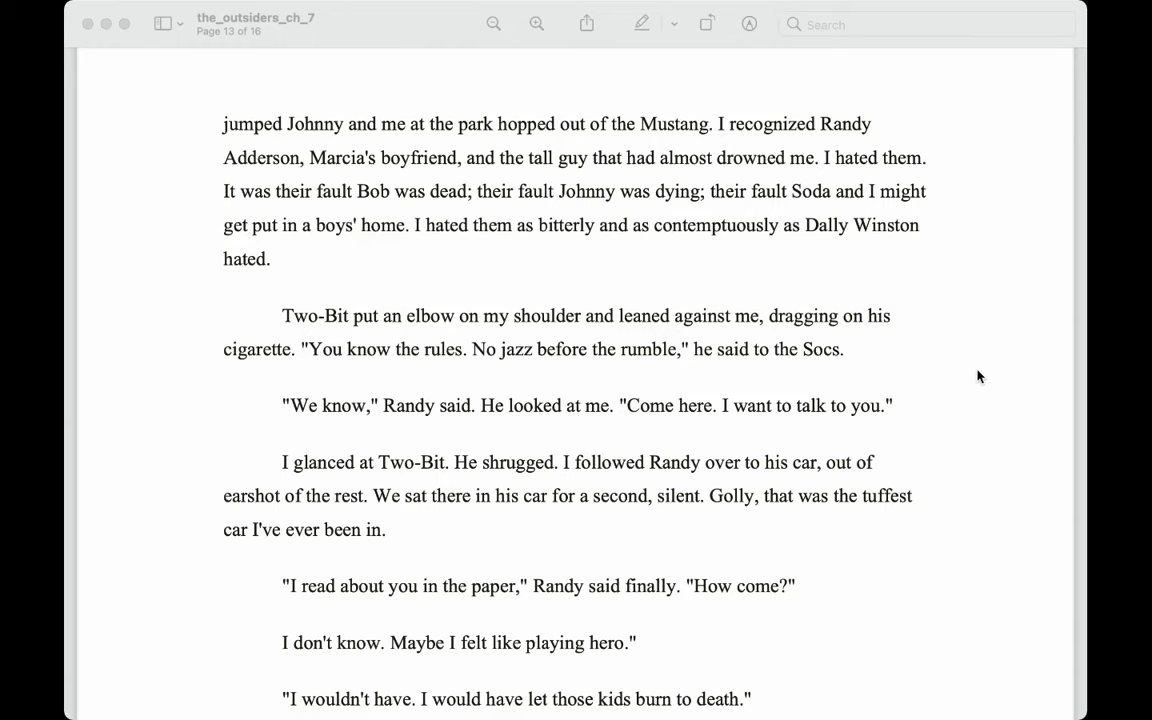 the_outsiders_ch_7
Page 13 of 16
Search
jumped Johnny and me at the park hopped out of the Mustang. I recognized Randy
Adderson, Marcia's boyfriend, and the tall guy that had almost drowned me. I hated them.
It was their fault Bob was dead; their fault Johnny was dying; their fault Soda and I might
get put in a boys' home. I hated them as bitterly and as contemptuously as Dally Winston
hated.
Two-Bit put an elbow on my shoulder and leaned against me, dragging on his
cigarette. "You know the rules. No jazz before the rumble," he said to the Socs.
"We know," Randy said. He looked at me. "Come here. I want to talk to you."
I glanced at Two-Bit. He shrugged. I followed Randy over to his car, out of
earshot of the rest. We sat there in his car for a second, silent. Golly, that was the tuffest
car I've ever been in.
"I read about you in the paper," Randy said finally. "How come?"
I don't know. Maybe I felt like playing hero."
"I wouldn't have. I would have let those kids burn to death."